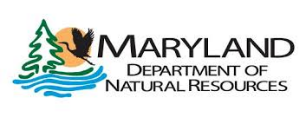 MARYLAND
DEPARTMENT OF
NATURAL RESOURCES